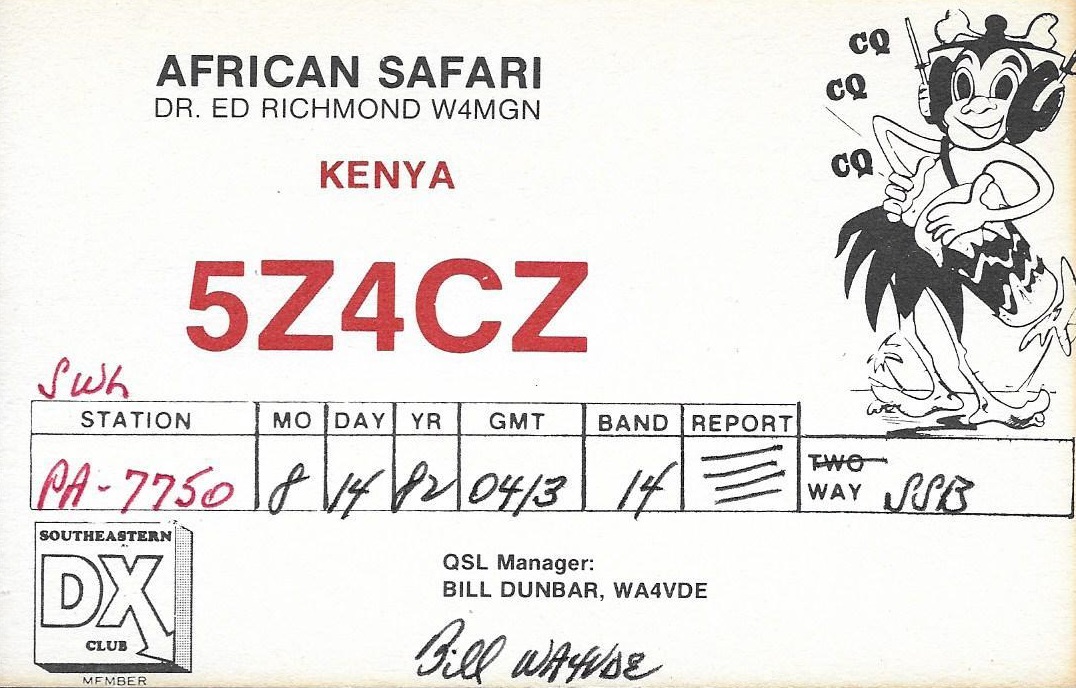 AFRICAN SAFARI
DR. ED RICHMOND W4MGN
KENYA
5Z4CZ
CQ
CQ
CQ
SWL
STATION MO DAY YR GMT BAND REPORT
PA-7750 8 14 82 0413 14 TWO WAY SSB
SOUTHEASTERN
DX
CLUB
MEMBER
QSL Manager:
BILL DUNBAR, WA4VDE
Bill WA4VDE